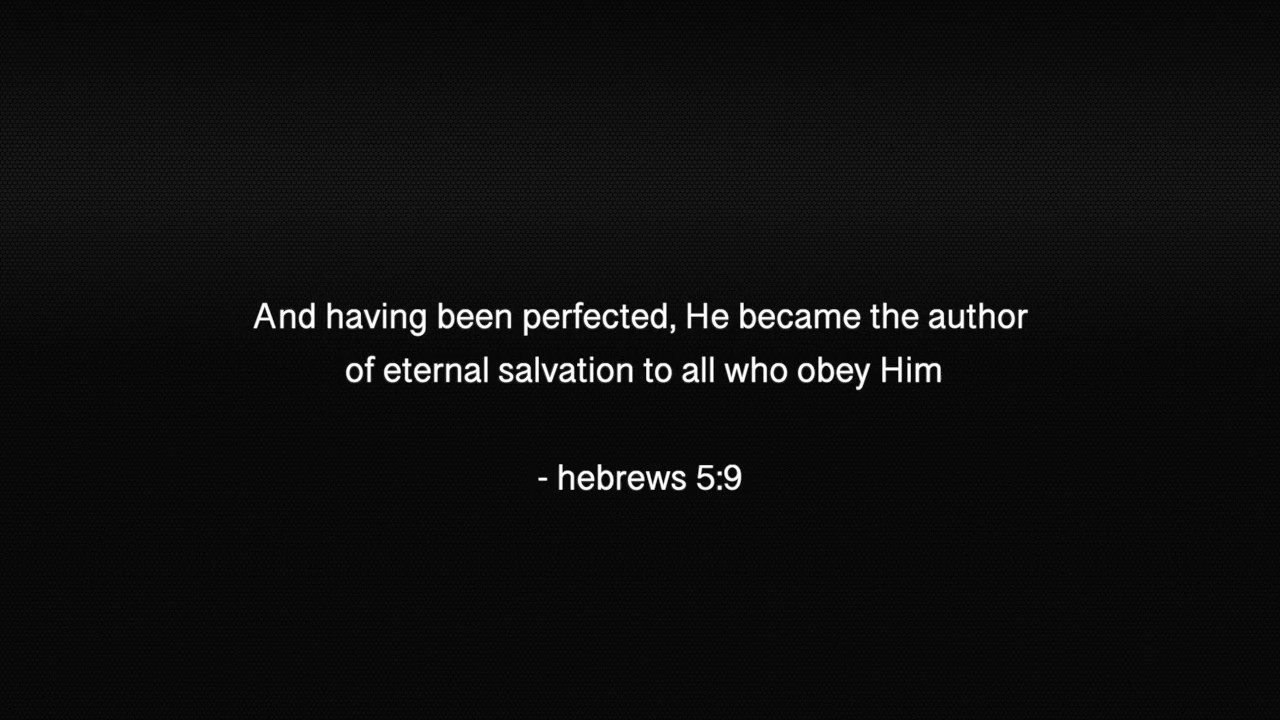 And having been perfected, He became the author
of eternal salvation to all who obey Him
- hebrews 5:9